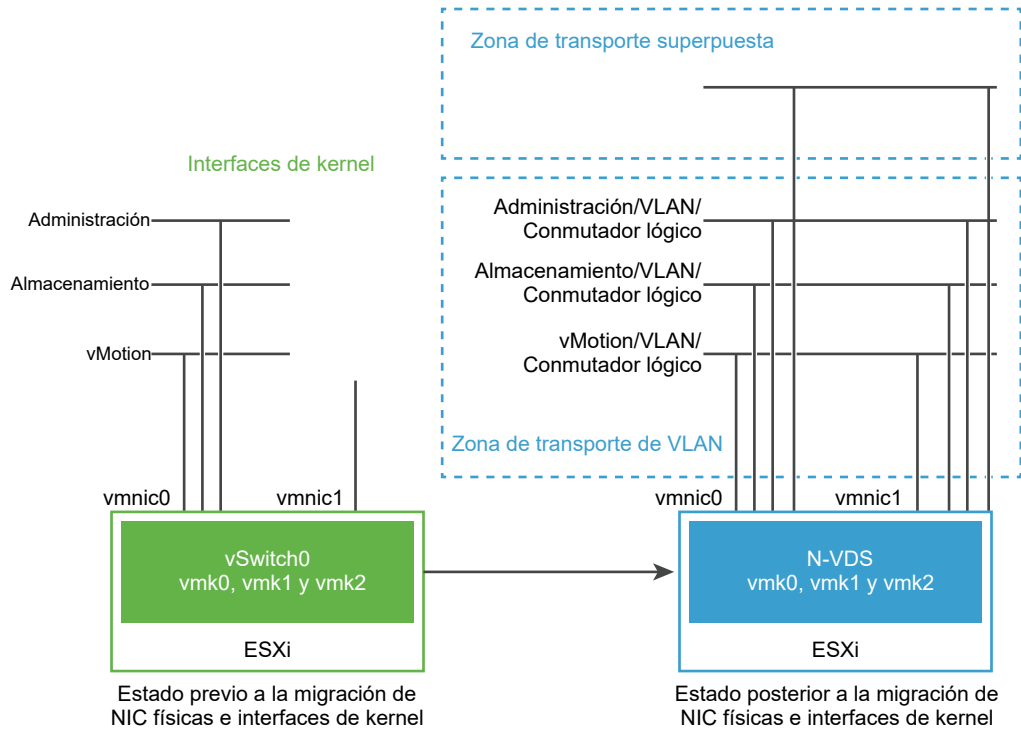 Zona de transporte superpuesta
Interfaces de kernel
Administración
Almacenamiento
vMotion
Administración/VLAN/
Conmutador lógico
Almacenamiento/VLAN/
Conmutador lógico
vMotion/VLAN/
Conmutador lógico
Zona de transporte de VLAN
vmnic0
vmnic1
vmnic0
vmnic1
vSwitch0
vmk0, vmk1 y vmk2
ESXi
N-VDS
vmk0, vmk1 y vmk2
ESXi
Estado previo a la migración de
NIC físicas e interfaces de kernel
Estado posterior a la migración de
NIC físicas e interfaces de kernel